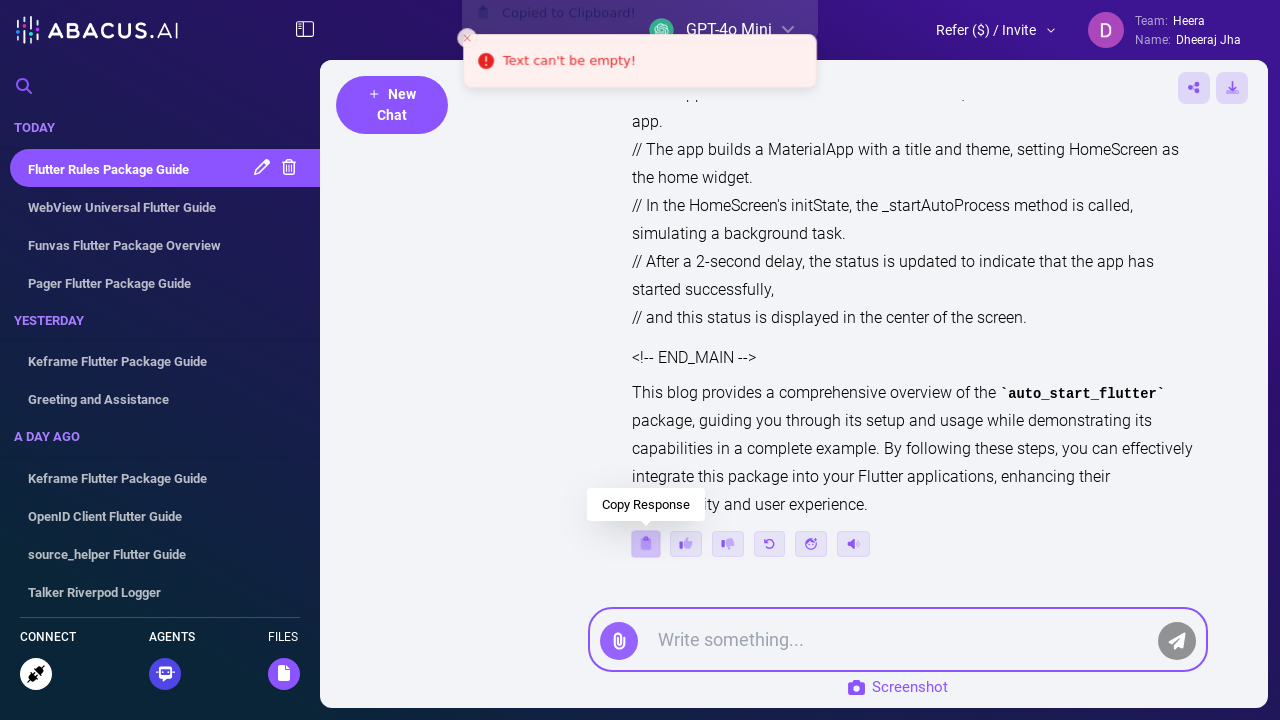 ABACUS.AI
Copied to Clipboard!
GPT-4o Mini
Text can't be empty!
Refer ($) / Invite
D
Team: Heera
Name: Dheeraj Jha
TODAY
Flutter Rules Package Guide
WebView Universal Flutter Guide
Funvas Flutter Package Overview
Pager Flutter Package Guide
YESTERDAY
Keframe Flutter Package Guide
Greeting and Assistance
A DAY AGO
Keframe Flutter Package Guide
OpenID Client Flutter Guide
source_helper Flutter Guide
Talker Riverpod Logger
CONNECT
AGENTS
FILES
+ New
Chat
app.
// The app builds a MaterialApp with a title and theme, setting HomeScreen as
the home widget.
// In the HomeScreen's initState, the _startAutoProcess method is called,
simulating a background task.
// After a 2-second delay, the status is updated to indicate that the app has
started successfully,
// and this status is displayed in the center of the screen.
<!-- END_MAIN -->
This blog provides a comprehensive overview of the `auto_start_flutter`
package, guiding you through its setup and usage while demonstrating its
capabilities in a complete example. By following these steps, you can effectively
integrate this package into your Flutter applications, enhancing their
and user experience.
Copy Response
Write something...
Screenshot